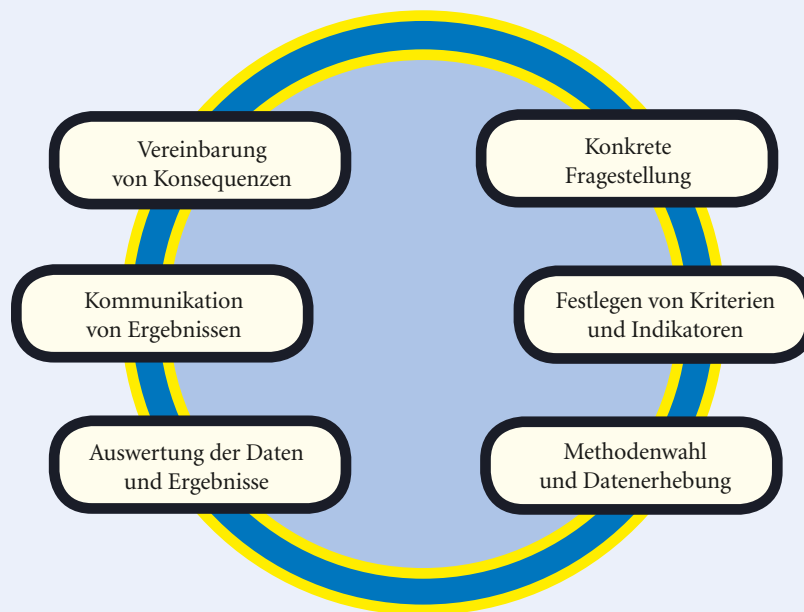 Vereinbarung
von Konsequenzen
Konkrete
Fragestellung
Kommunikation
von Ergebnissen
Festlegen von Kriterien
und Indikatoren
Auswertung der Daten
und Ergebnisse
Methodenwahl
und Datenerhebung